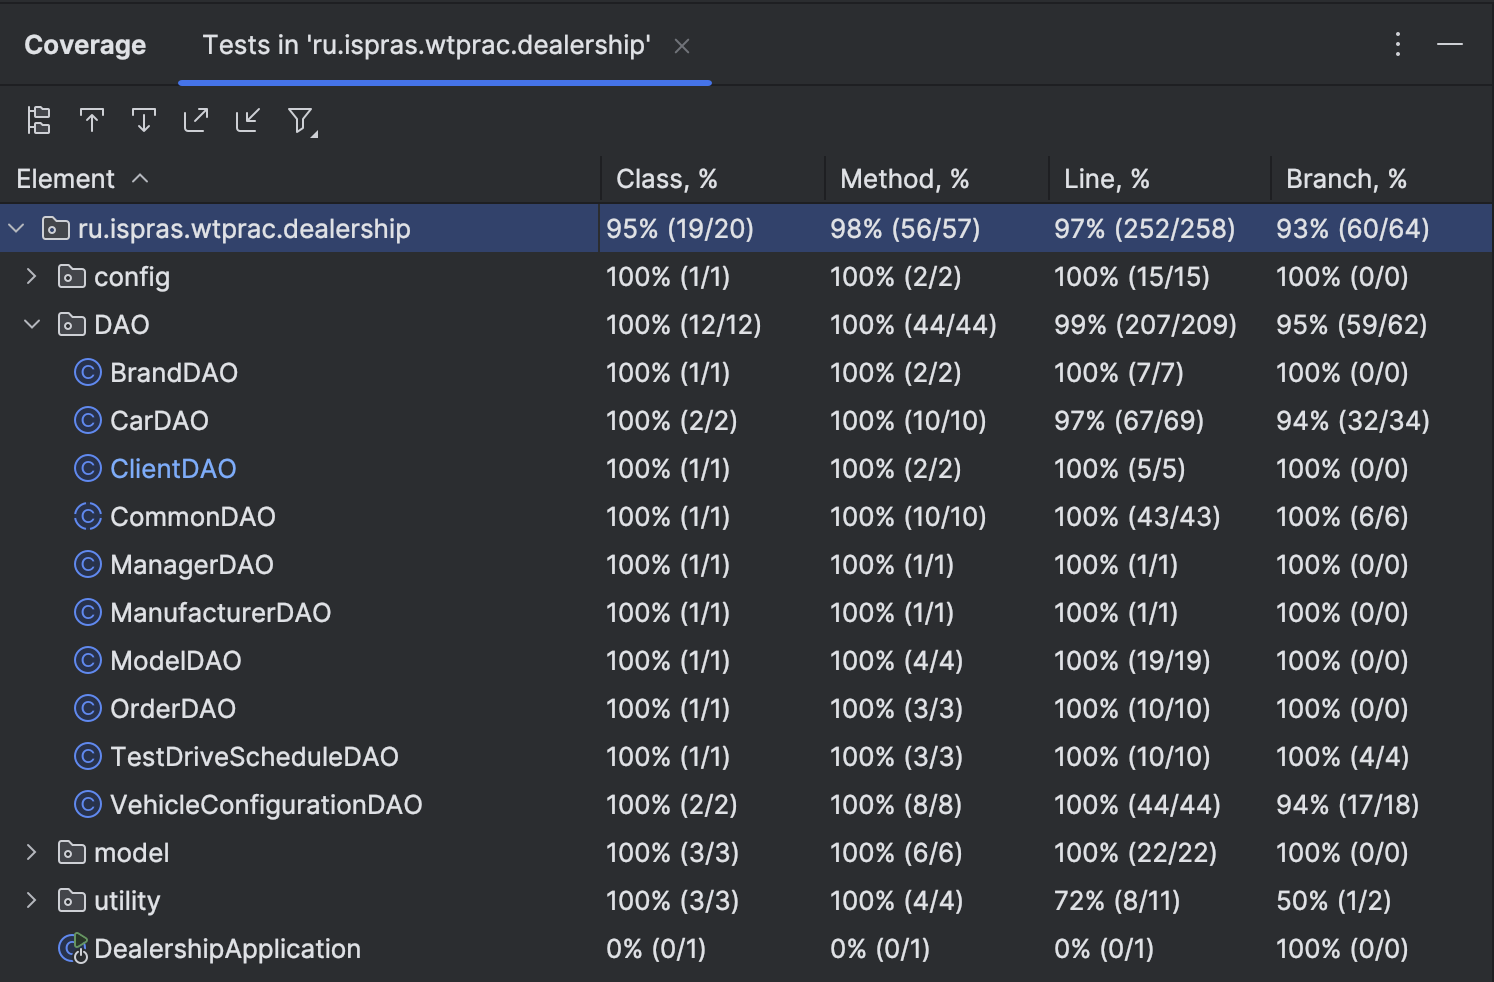 Coverage Tests in 'ru.ispras.wtprac.dealership'
Element Class, % Method, % Line, % Branch, %
ru.ispras.wtprac.dealership 95% (19/20) 98% (56/57) 97% (252/258) 93% (60/64)
config 100% (1/1) 100% (2/2) 100% (15/15) 100% (0/0)
DAO 100% (12/12) 100% (44/44) 99% (207/209) 95% (59/62)
BrandDAO 100% (1/1) 100% (2/2) 100% (7/7) 100% (0/0)
CarDAO 100% (2/2) 100% (10/10) 97% (67/69) 94% (32/34)
ClientDAO 100% (1/1) 100% (2/2) 100% (5/5) 100% (0/0)
CommonDAO 100% (1/1) 100% (10/10) 100% (43/43) 100% (6/6)
ManagerDAO 100% (1/1) 100% (1/1) 100% (1/1) 100% (0/0)
ManufacturerDAO 100% (1/1) 100% (1/1) 100% (1/1) 100% (0/0)
ModelDAO 100% (1/1) 100% (4/4) 100% (19/19) 100% (0/0)
OrderDAO 100% (1/1) 100% (3/3) 100% (10/10) 100% (0/0)
TestDriveScheduleDAO 100% (1/1) 100% (3/3) 100% (10/10) 100% (4/4)
VehicleConfigurationDAO 100% (2/2) 100% (8/8) 100% (44/44) 94% (17/18)
model 100% (3/3) 100% (6/6) 100% (22/22) 100% (0/0)
utility 100% (3/3) 100% (4/4) 72% (8/11) 50% (1/2)
DealershipApplication 0% (0/1) 0% (0/1) 0% (0/1) 100% (0/0)